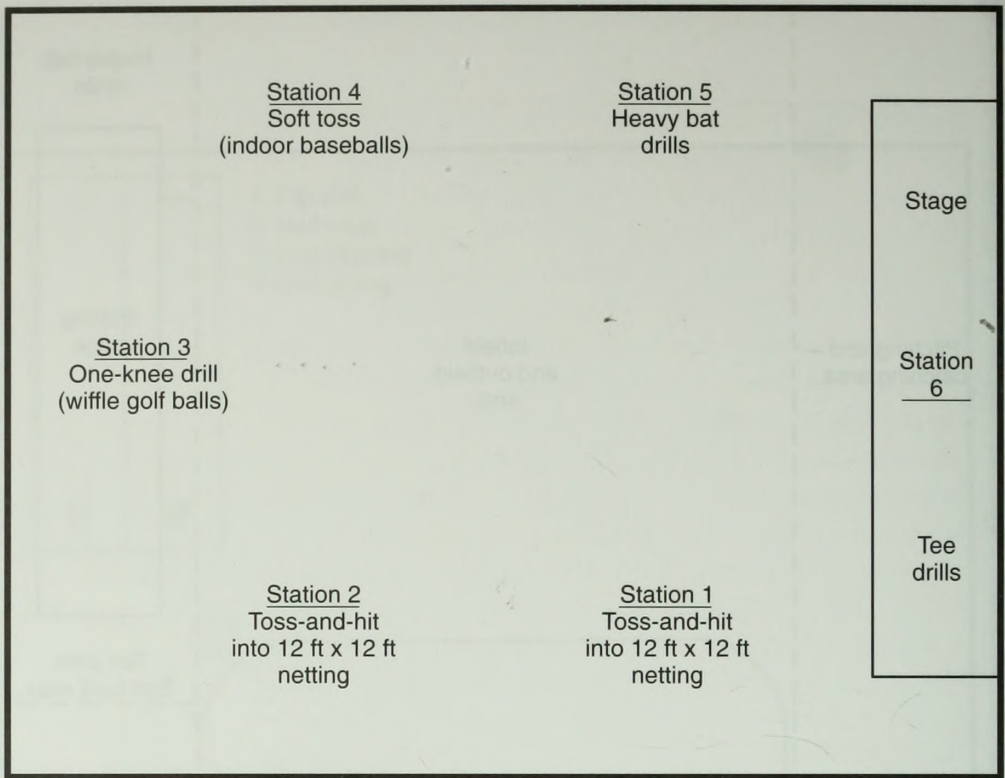 Station 4
Soft toss
(indoor baseballs)
Station 5
Heavy bat
drills
Stage
Station 3
One-knee drill
(wiffle golf balls)
Station
6
Tee
drills
Station 2
Toss-and-hit
into 12 ft x 12 ft
netting
Station 1
Toss-and-hit
into 12 ft x 12 ft
netting